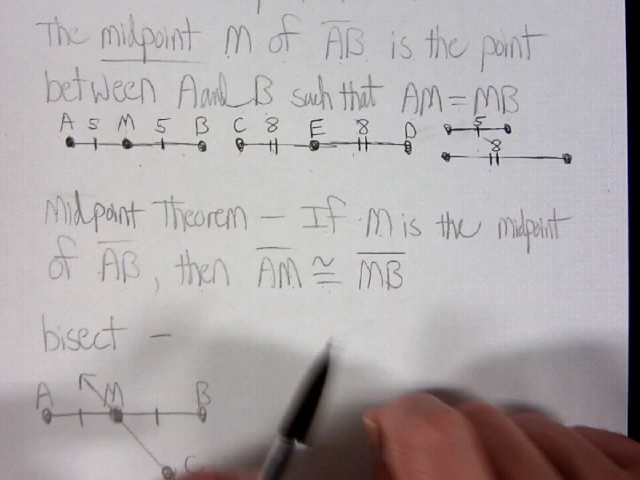 The midpoint M of AB is the point
between A and B such that AM = MB
A 5 M 5 B C 8 E 8 D 5
8
Midpoint Theorem - If M is the midpoint
of AB, then AM ≅ MB
bisect -
A M B
C